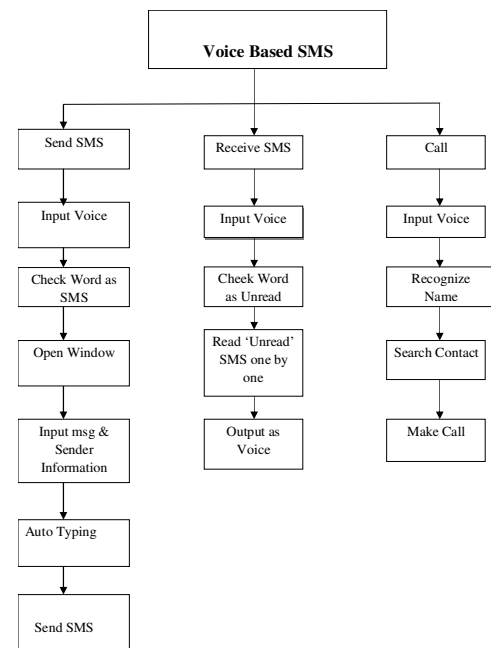 Voice Based SMS
Send SMS
Input Voice
Check Word as
SMS
Open Window
Input msg &
Sender
Information
Auto Typing
Send SMS
Receive SMS
Input Voice
Cheek Word
as Unread
Read ‘Unread’
SMS one by
one
Output as
Voice
Call
Input Voice
Recognize
Name
Search Contact
Make Call